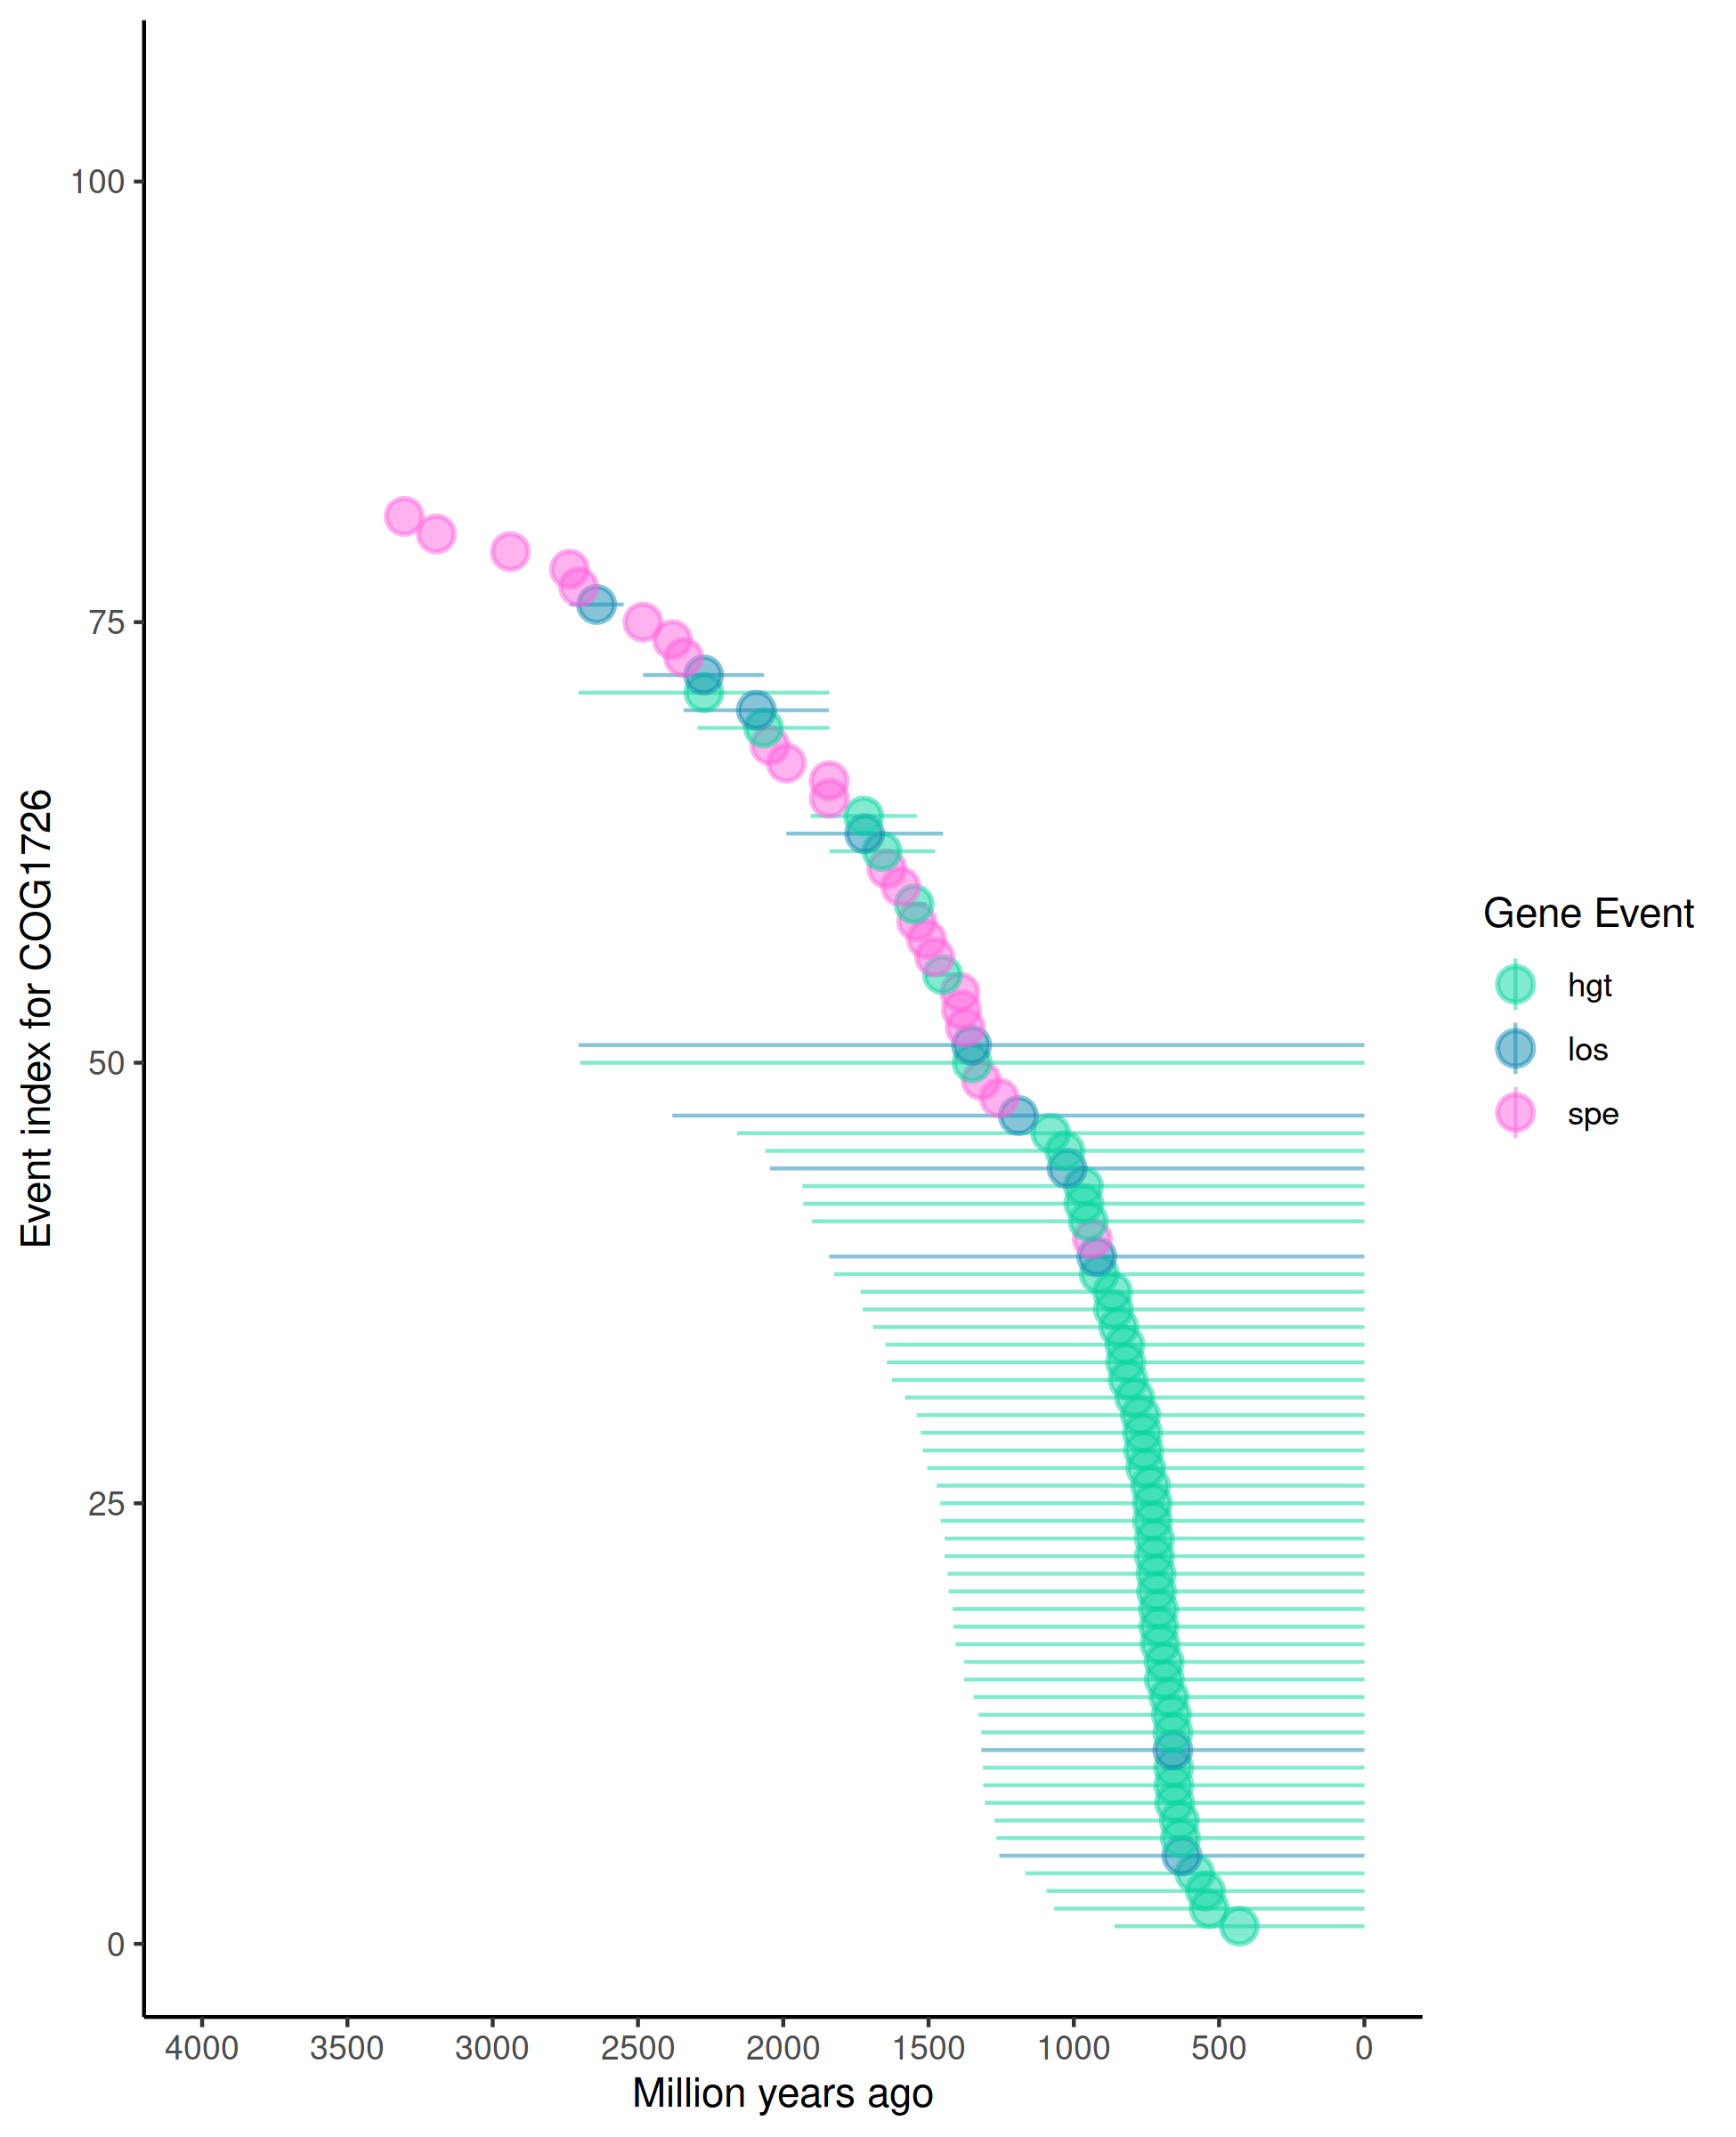 Event index for COG1726
100
75
50
25
0
4000 3500 3000 2500 2000 1500 1000 500 0
Million years ago
Gene Event
hgt
los
spe